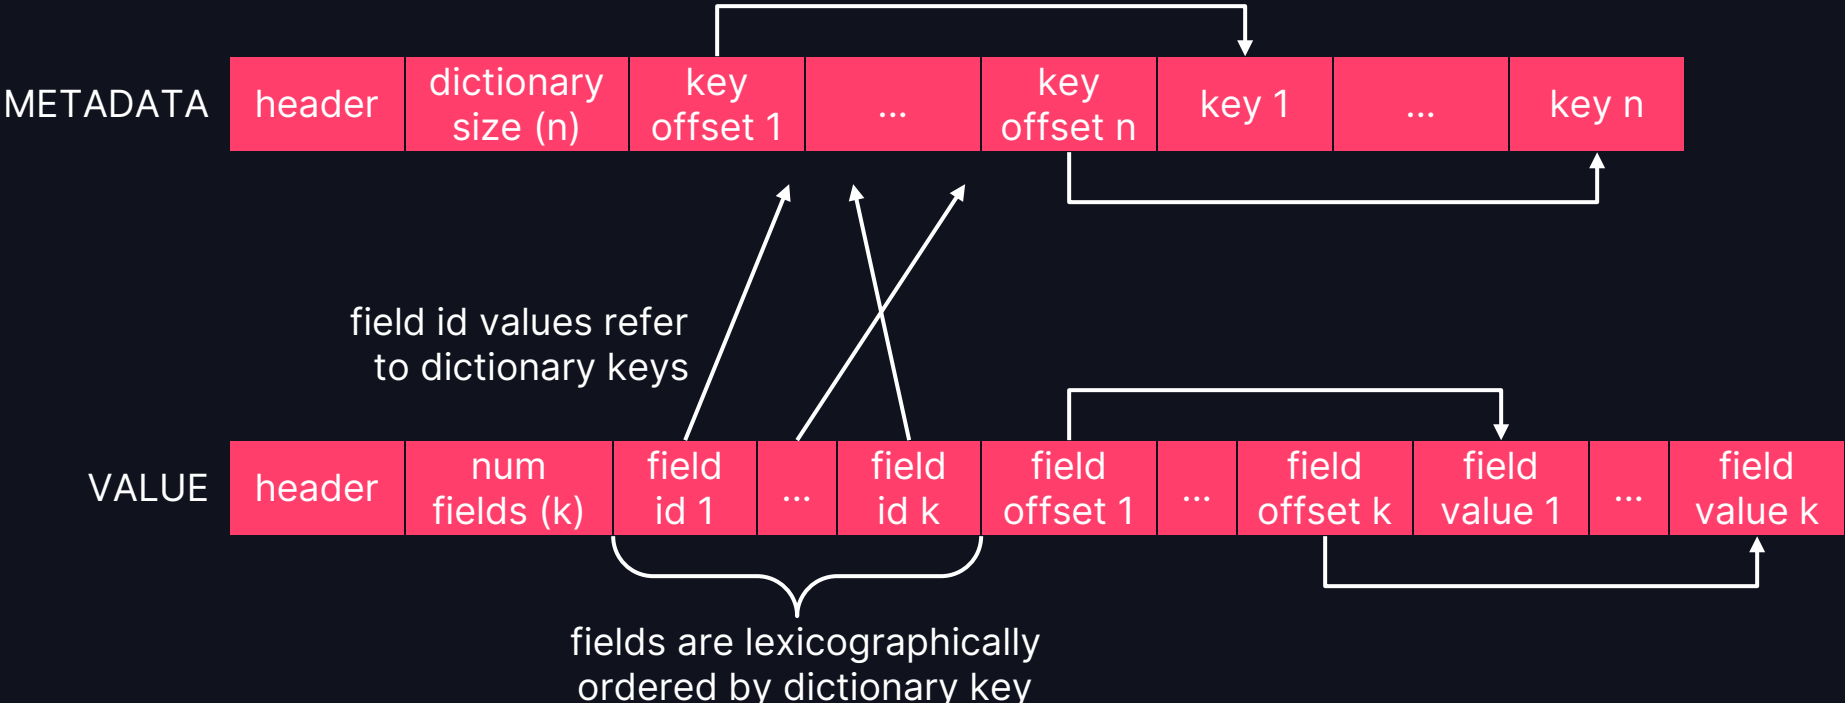 METADATA
header
dictionary
size (n)
key
offset 1
...
key
offset n
key 1
...
key n
field id values refer
to dictionary keys
VALUE
header
num
fields (k)
field
id 1
...
field
id k
field
offset 1
...
field
offset k
field
value 1
...
field
value k
fields are lexicographically
ordered by dictionary key